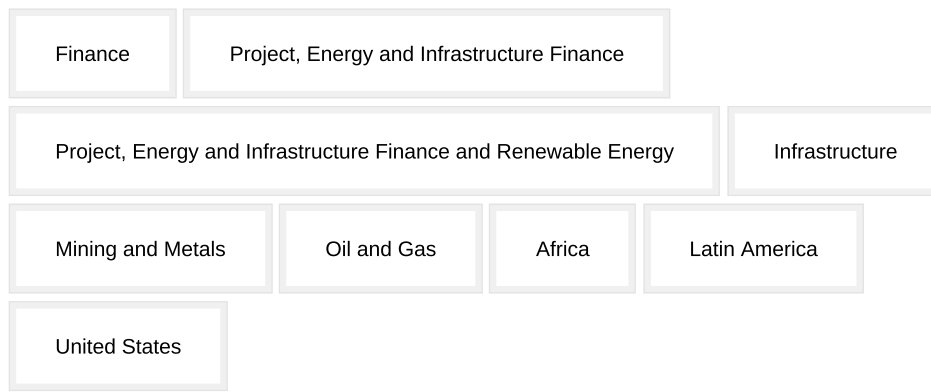 Finance Project, Energy and Infrastructure Finance
Project, Energy and Infrastructure Finance and Renewable Energy Infrastructure
Mining and Metals Oil and Gas Africa Latin America
United States